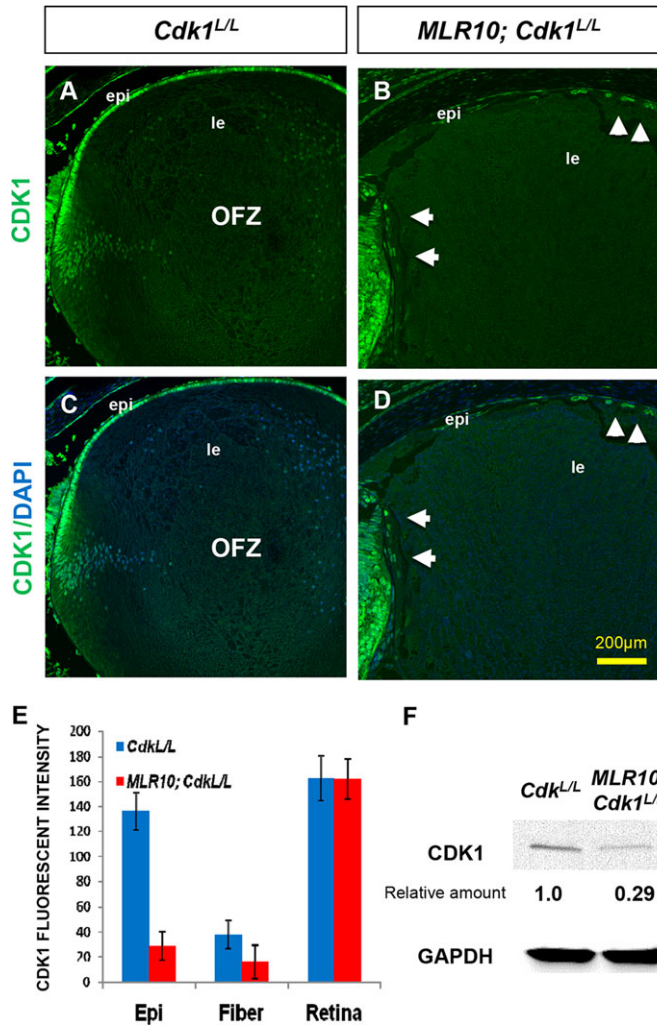 Cdk1L/L
MLR10; Cdk1L/L
A
epi
le
OFZ
B
epi
le
CDK1
C
epi
le
OFZ
D
epi
le
200µm
CDK1/DAPI
E
CDK1 FLUORESCENT INTENSITY
200
180
160
140
120
100
80
60
40
20
0
CdkL/L
MLR10; CdkL/L
Epi Fiber Retina
F
CdkL/L
MLR10
Cdk1L/
CDK1
Relative amount 1.0 0.29
GAPDH